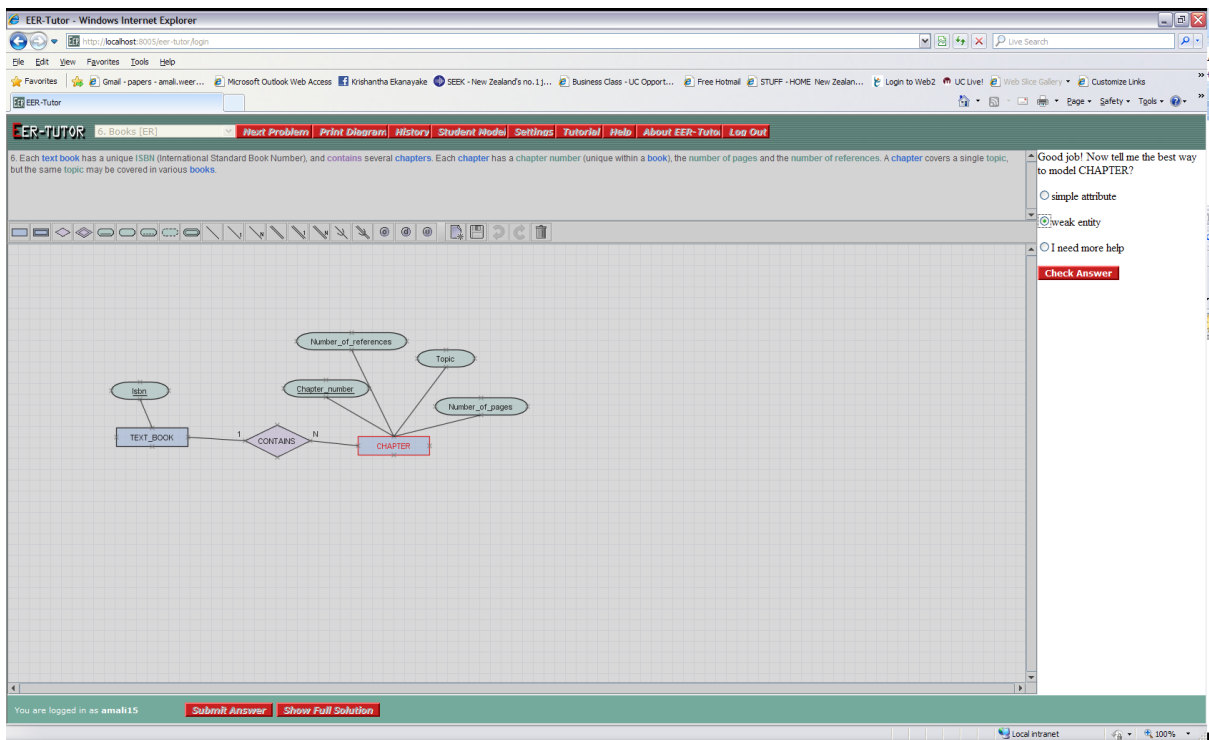 EER-Tutor - Windows Internet Explorer
http://localhost:8005/eer-tutor/login
Live Search
File Edit View Favorites Tools Help
Favorites Gmail - papers - amali.weer... Microsoft Outlook Web Access Krishantha Ekanayake SEEK - New Zealand's no.1 j... Business Class - UC Opport... Free Hotmail STUFF - HOME New Zealan... Login to Web2 UC Live! Web Slice Gallery Customize Links »
EER-Tutor
Page Safety Tools »
EER-TUTOR 6. Books [ER] Next Problem Print Diagram History Student Model Settings Tutorial Help About EER-Tuto Log Out
6. Each text book has a unique ISBN (International Standard Book Number), and contains several chapters. Each chapter has a chapter number (unique within a book), the number of pages and the number of references. A chapter covers a single topic,
but the same topic may be covered in various books.
Good job! Now tell me the best way
to model CHAPTER?
simple attribute
weak entity
I need more help
Check Answer
Number_of_references
Topic
Isbn
Chapter_number
Number_of_pages
TEXT_BOOK
1
CONTAINS
N
CHAPTER
You are logged in as amali15 Submit Answer Show Full Solution
Local intranet 100%